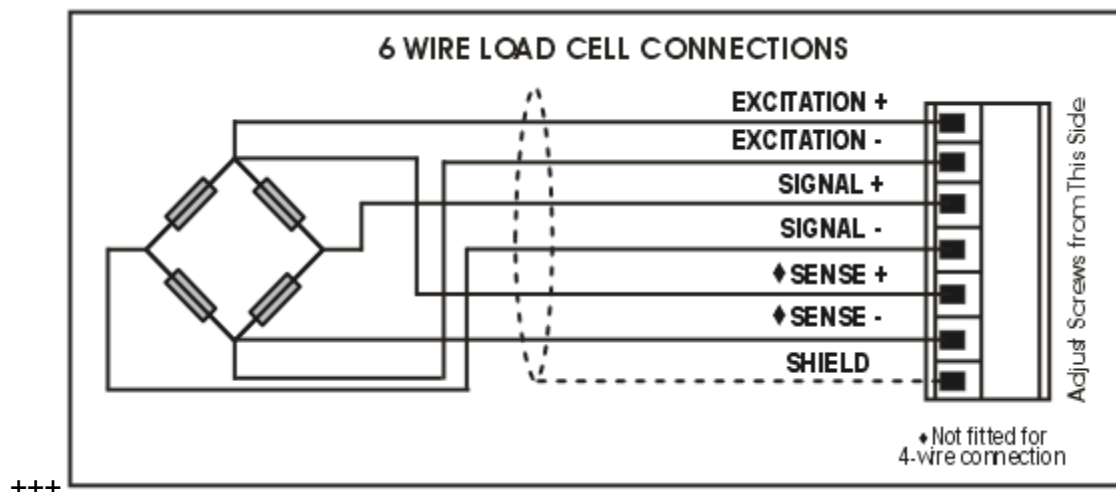 6 WIRE LOAD CELL CONNECTIONS
EXCITATION +
EXCITATION -
SIGNAL +
SIGNAL -
♦SENSE +
♦SENSE -
SHIELD
Adjust Screws from This Side
♦Not fitted for
4-wire connection
+++